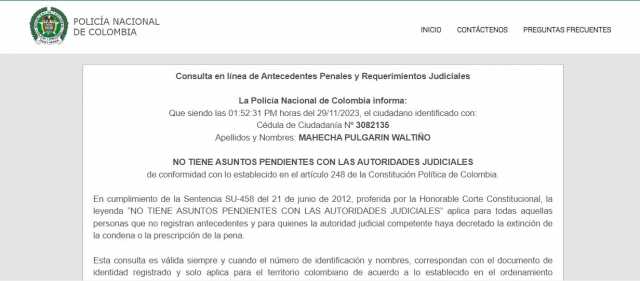 POLICÍA NACIONAL
DE COLOMBIA
INICIO CONTÁCTENOS PREGUNTAS FRECUENTES
Consulta en línea de Antecedentes Penales y Requerimientos Judiciales
La Policía Nacional de Colombia informa:
Que siendo las 01:52:31 PM horas del 29/11/2023, el ciudadano identificado con:
Cédula de Ciudadanía Nº 3082135
Apellidos y Nombres: MAHECHA PULGARIN WALTIÑO
NO TIENE ASUNTOS PENDIENTES CON LAS AUTORIDADES JUDICIALES
de conformidad con lo establecido en el artículo 248 de la Constitución Política de Colombia.
En cumplimiento de la Sentencia SU-458 del 21 de junio de 2012, proferida por la Honorable Corte Constitucional, la
leyenda "NO TIENE ASUNTOS PENDIENTES CON LAS AUTORIDADES JUDICIALES" aplica para todas aquellas
personas que no registran antecedentes y para quienes la autoridad judicial competente haya decretado la extinción de
la condena o la prescripción de la pena.
Esta consulta es válida siempre y cuando el número de identificación y nombres, correspondan con el documento de
identidad registrado y solo aplica para el territorio colombiano de acuerdo a lo establecido en el ordenamiento